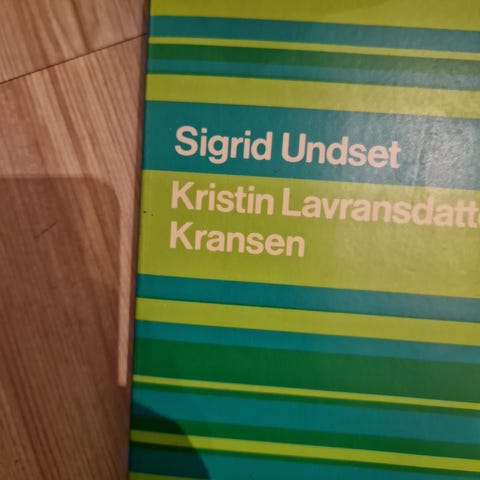 Sigrid Undset
Kristin Lavransdatte
Kransen